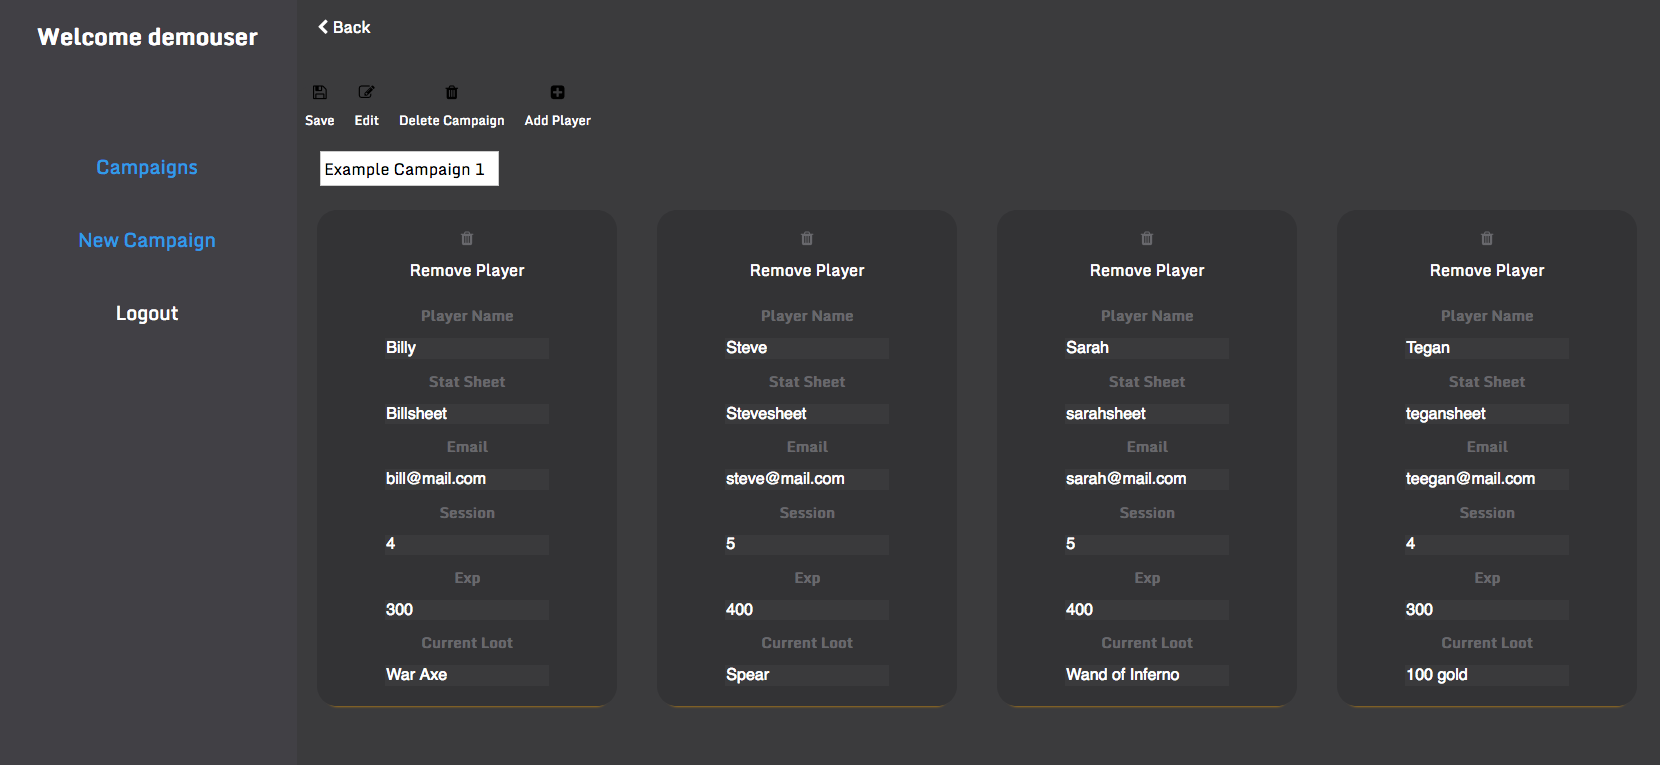 Welcome demouser
Campaigns
New Campaign
Logout
Back
Save Edit Delete Campaign Add Player
Example Campaign 1
Remove Player
Player Name
Billy
Stat Sheet
Billsheet
Email
bill@mail.com
Session
4
Exp
300
Current Loot
War Axe
Remove Player
Player Name
Steve
Stat Sheet
Stevesheet
Email
steve@mail.com
Session
5
Exp
400
Current Loot
Spear
Remove Player
Player Name
Sarah
Stat Sheet
sarahsheet
Email
sarah@mail.com
Session
5
Exp
400
Current Loot
Wand of Inferno
Remove Player
Player Name
Tegan
Stat Sheet
tegansheet
Email
teegan@mail.com
Session
4
Exp
300
Current Loot
100 gold